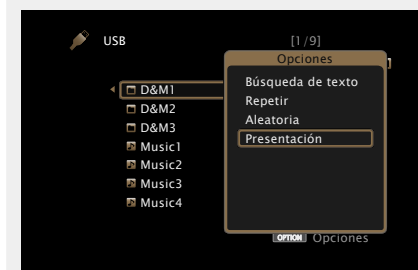 USB
[1/9]
Opciones
D&M1
Búsqueda de texto
D&M2
Repetir
D&M3
Aleatoria
Music1
Presentación
Music2
Music3
Music4
OPTION Opciones